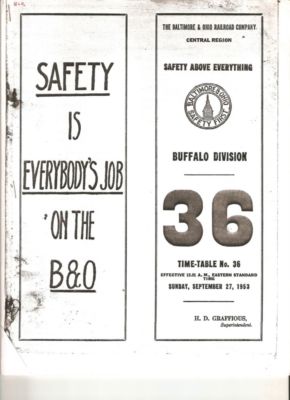 SAFETY
IS
EVERYBODY'S JOB
ON THE
B&O
THE BALTIMORE & OHIO RAILROAD COMPANY
CENTRAL REGION
SAFETY ABOVE EVERYTHING
BALTIMORE & OHIO
SAFETY FIRST
BUFFALO DIVISION
36
TIME-TABLE No. 36
EFFECTIVE 12.01 A. M., EASTERN STANDARD
TIME
SUNDAY, SEPTEMBER 27, 1953
H. D. GRAFFIOUS,
Superintendent.